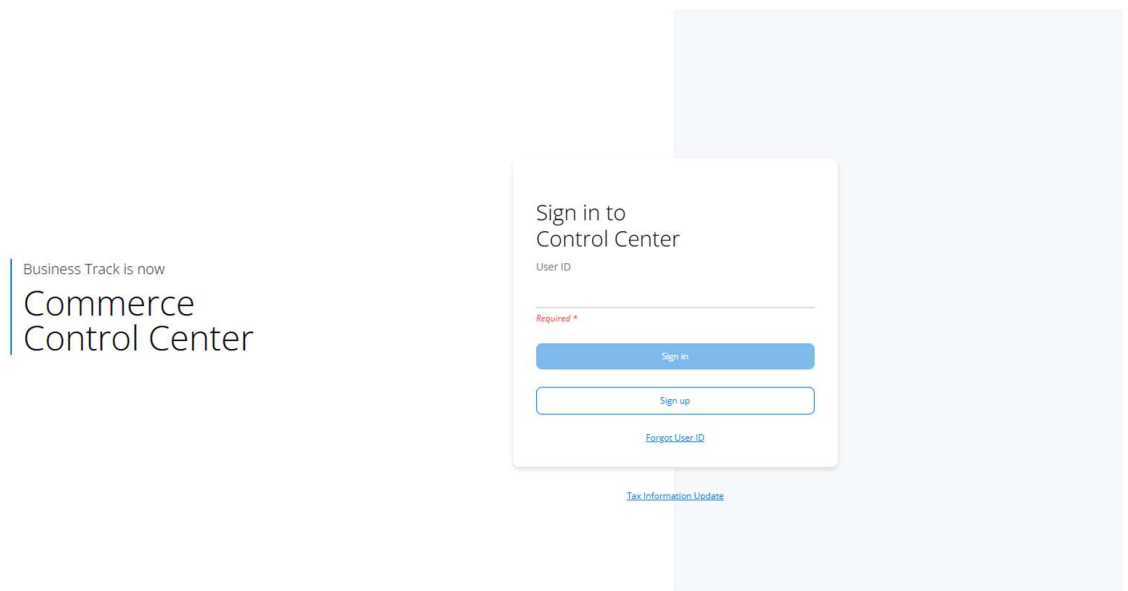 Business Track is now
Commerce
Control Center
Sign in to
Control Center
User ID
Required *
Sign in
Sign up
Forgot User ID
Tax Information Update